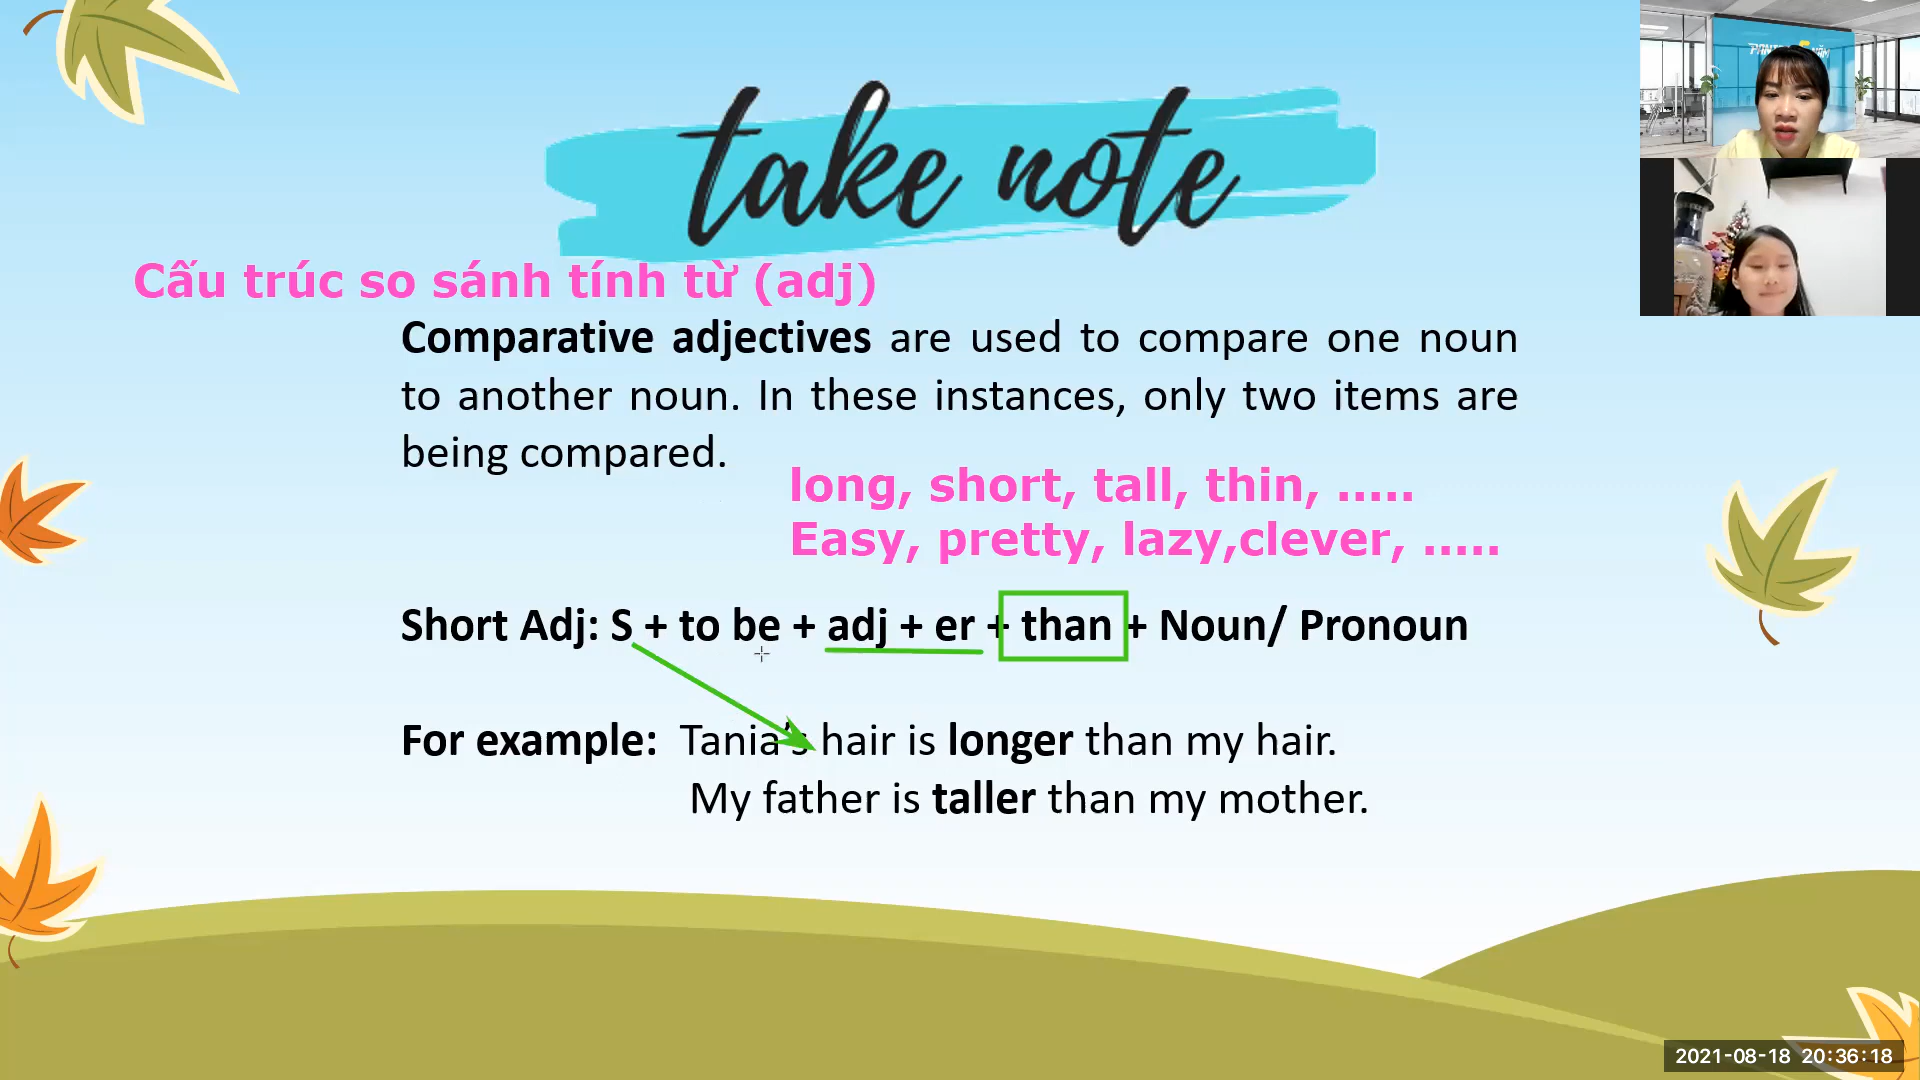 take note
Cấu trúc so sánh tính từ (adj)
Comparative adjectives are used to compare one noun
to another noun. In these instances, only two items are
being compared.
long, short, tall, thin, .....
Easy, pretty, lazy,clever, .....
Short Adj: S + to be + adj + er + than + Noun/ Pronoun
For example: Tania's hair is longer than my hair.
My father is taller than my mother.
2021-08-18 20:36:18